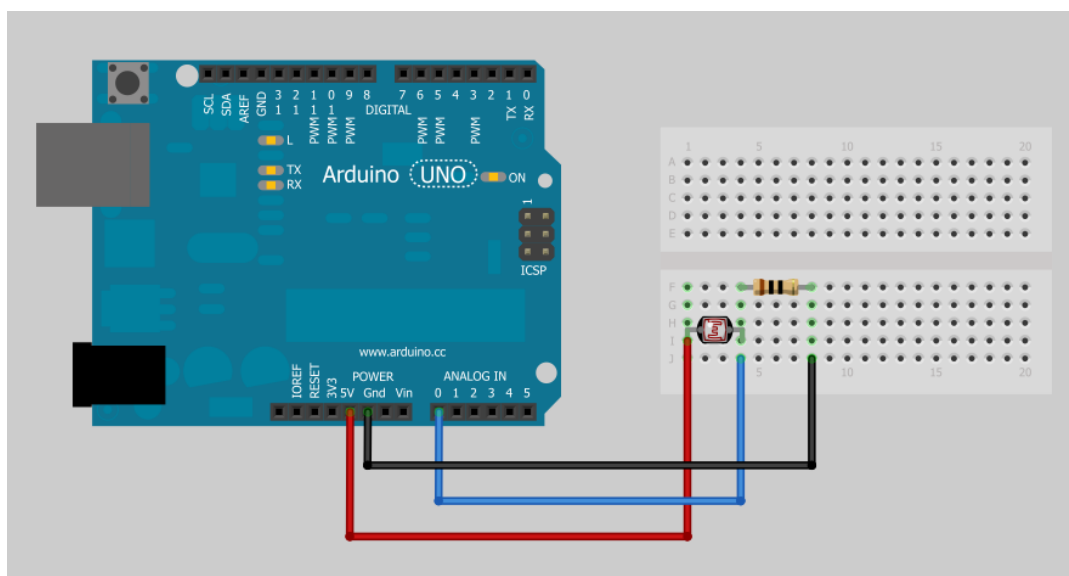 SCL SDA AREF GND 13 12 11 10 9 8 7 6 5 4 3 2 1 0
PWM PWM PWM DIGITAL PWM PWM PWM TX RX
L
TX
RX
Arduino UNO
ON
1
ICSP
www.arduino.cc
POWER ANALOG IN
IOREF RESET 3V3 5V Gnd Vin 0 1 2 3 4 5
1 5 10 15 20
A
B
C
D
E
F
G
H
I
J
5 10 15 20